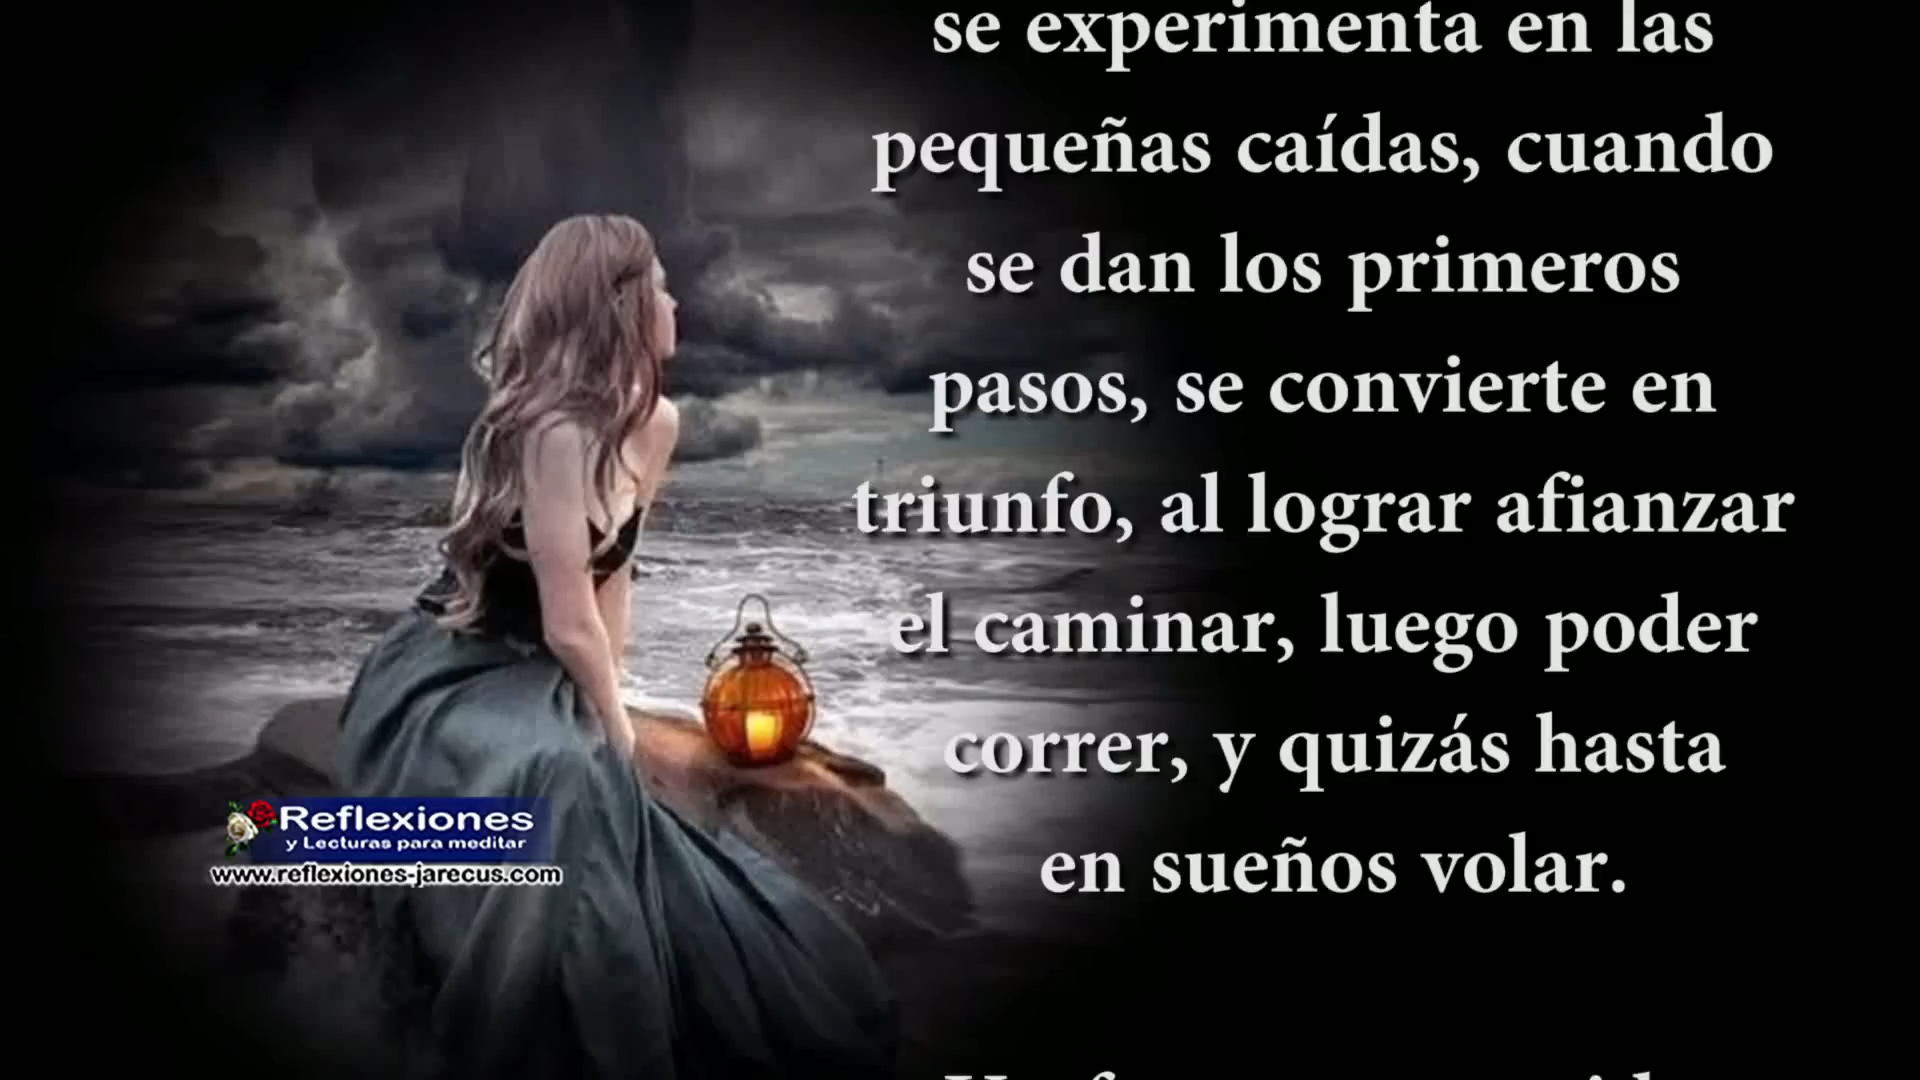 se experimenta en las
pequeñas caídas, cuando
se dan los primeros
pasos, se convierte en
triunfo, al lograr afianzar
el caminar, luego poder
correr, y quizás hasta
en sueños volar.
Reflexiones
y Lecturas para meditar
www.reflexiones-jarecus.com